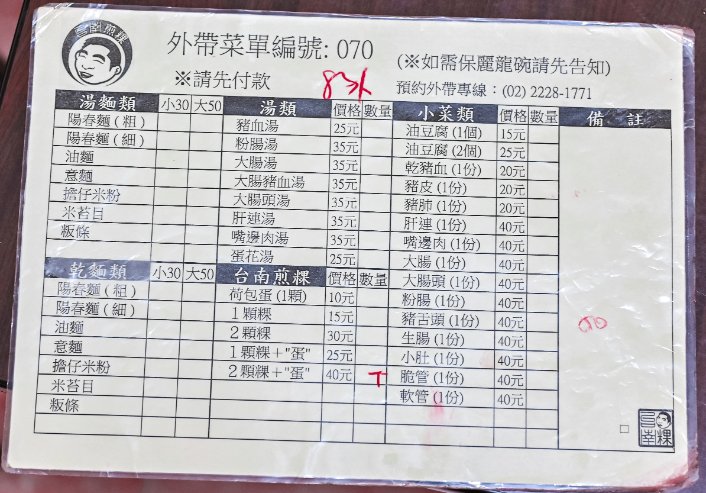 台南煎粿
外帶菜單編號: 070
(※如需保麗龍碗請先告知)
※請先付款
8外
預約外帶專線：(02) 2228-1771
湯麵類 小30 大50
陽春麵 ( 粗 )
陽春麵 ( 細 )
油麵
意麵
擔仔米粉
米苔目
粄條
乾麵類 小30 大50
陽春麵 ( 粗 )
陽春麵 ( 細 )
油麵
意麵
擔仔米粉
米苔目
粄條
湯類 價格 數量
豬血湯 25元
粉腸湯 35元
大腸湯 35元
大腸豬血湯 35元
大腸頭湯 35元
肝連湯 35元
嘴邊肉湯 35元
蛋花湯 25元
台南煎粿 價格 數量
荷包蛋 (1顆) 10元
1顆粿 15元
2顆粿 30元
1顆粿+"蛋" 25元
2顆粿+"蛋" 40元 T
小菜類 價格 數量
油豆腐 (1個) 15元
油豆腐 (2個) 25元
乾豬血 (1份) 20元
豬皮 (1份) 20元
豬肺 (1份) 20元
肝連 (1份) 40元
嘴邊肉 (1份) 40元
大腸 (1份) 40元
大腸頭 (1份) 40元
粉腸 (1份) 40元
豬舌頭 (1份) 40元
生腸 (1份) 40元
小肚 (1份) 40元
脆管 (1份) 40元
軟管 (1份) 40元
備 註